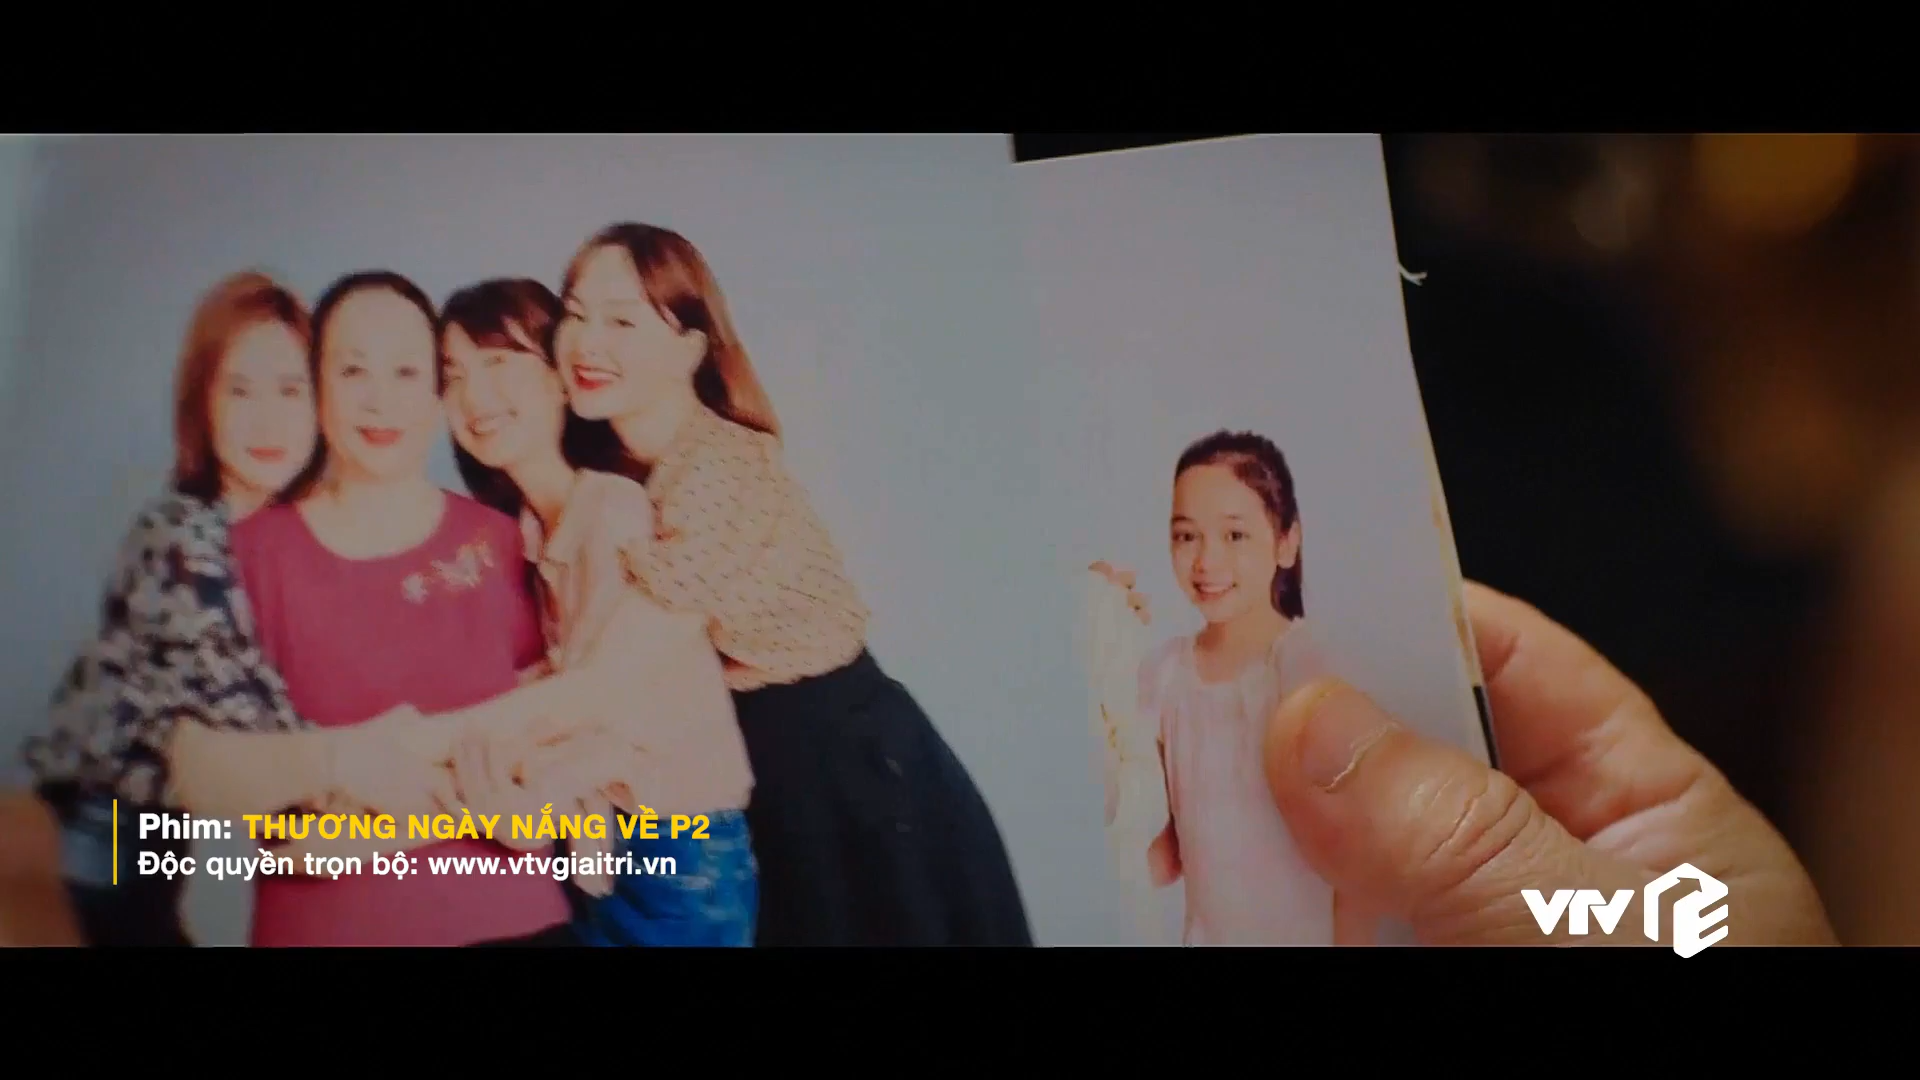 Phim: THƯƠNG NGÀY NẮNG VỀ P2
Độc quyền trọn bộ: www.vtvgiaitri.vn
VTV